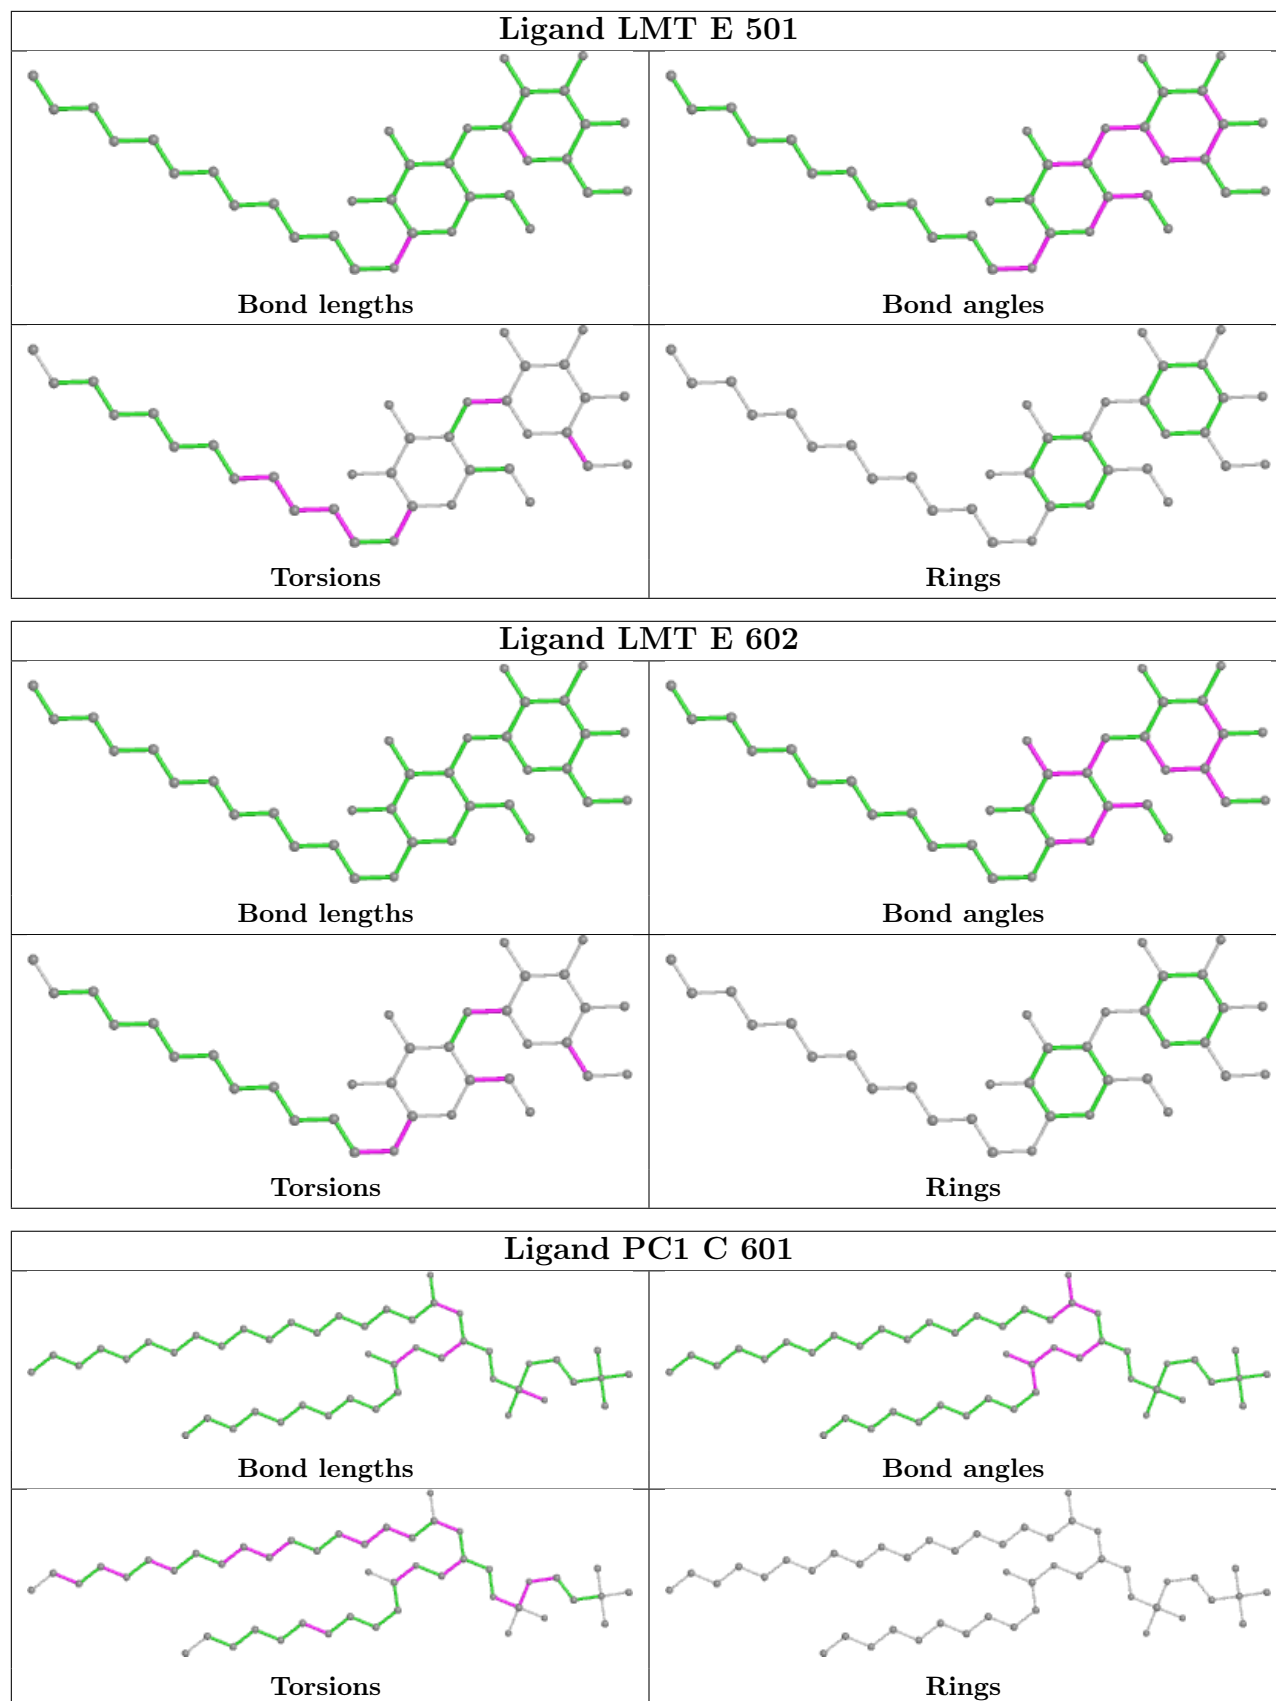 Ligand LMT E 501
Bond lengths
Bond angles
Torsions
Rings
Ligand LMT E 602
Bond lengths
Bond angles
Torsions
Rings
Ligand PC1 C 601
Bond lengths
Bond angles
Torsions
Rings